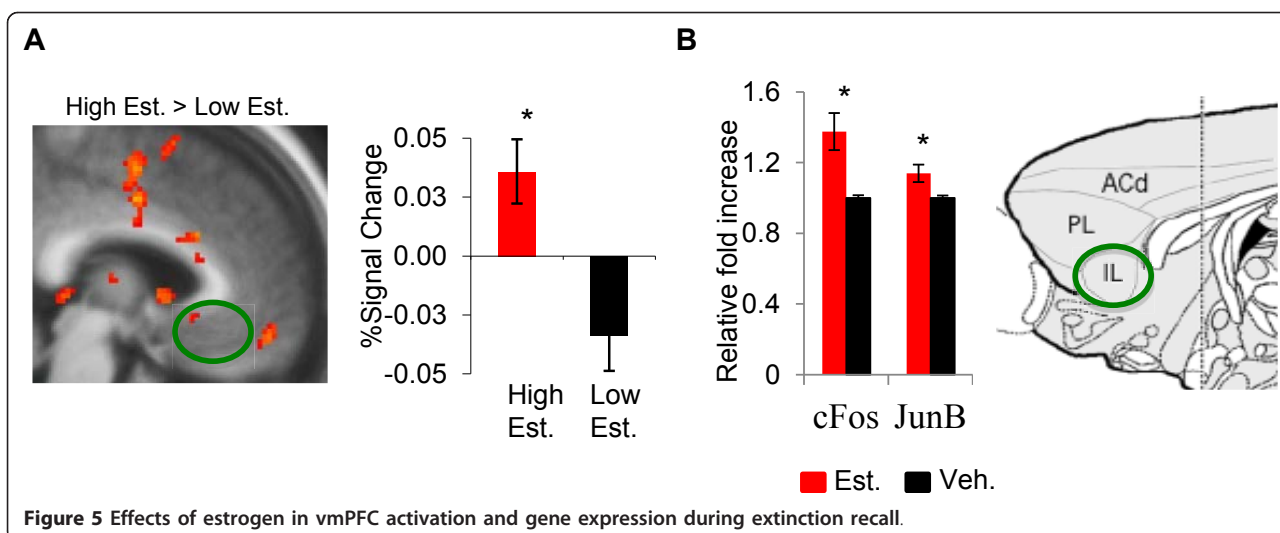 A
High Est. > Low Est.
*
0.05
0.03
0.00
-0.03
-0.05
%Signal Change
High Est.
Low Est.
B
*
*
1.6
1.2
0.8
0.4
0
Relative fold increase
cFos JunB
Est. Veh.
ACd
PL
IL
Figure 5 Effects of estrogen in vmPFC activation and gene expression during extinction recall.